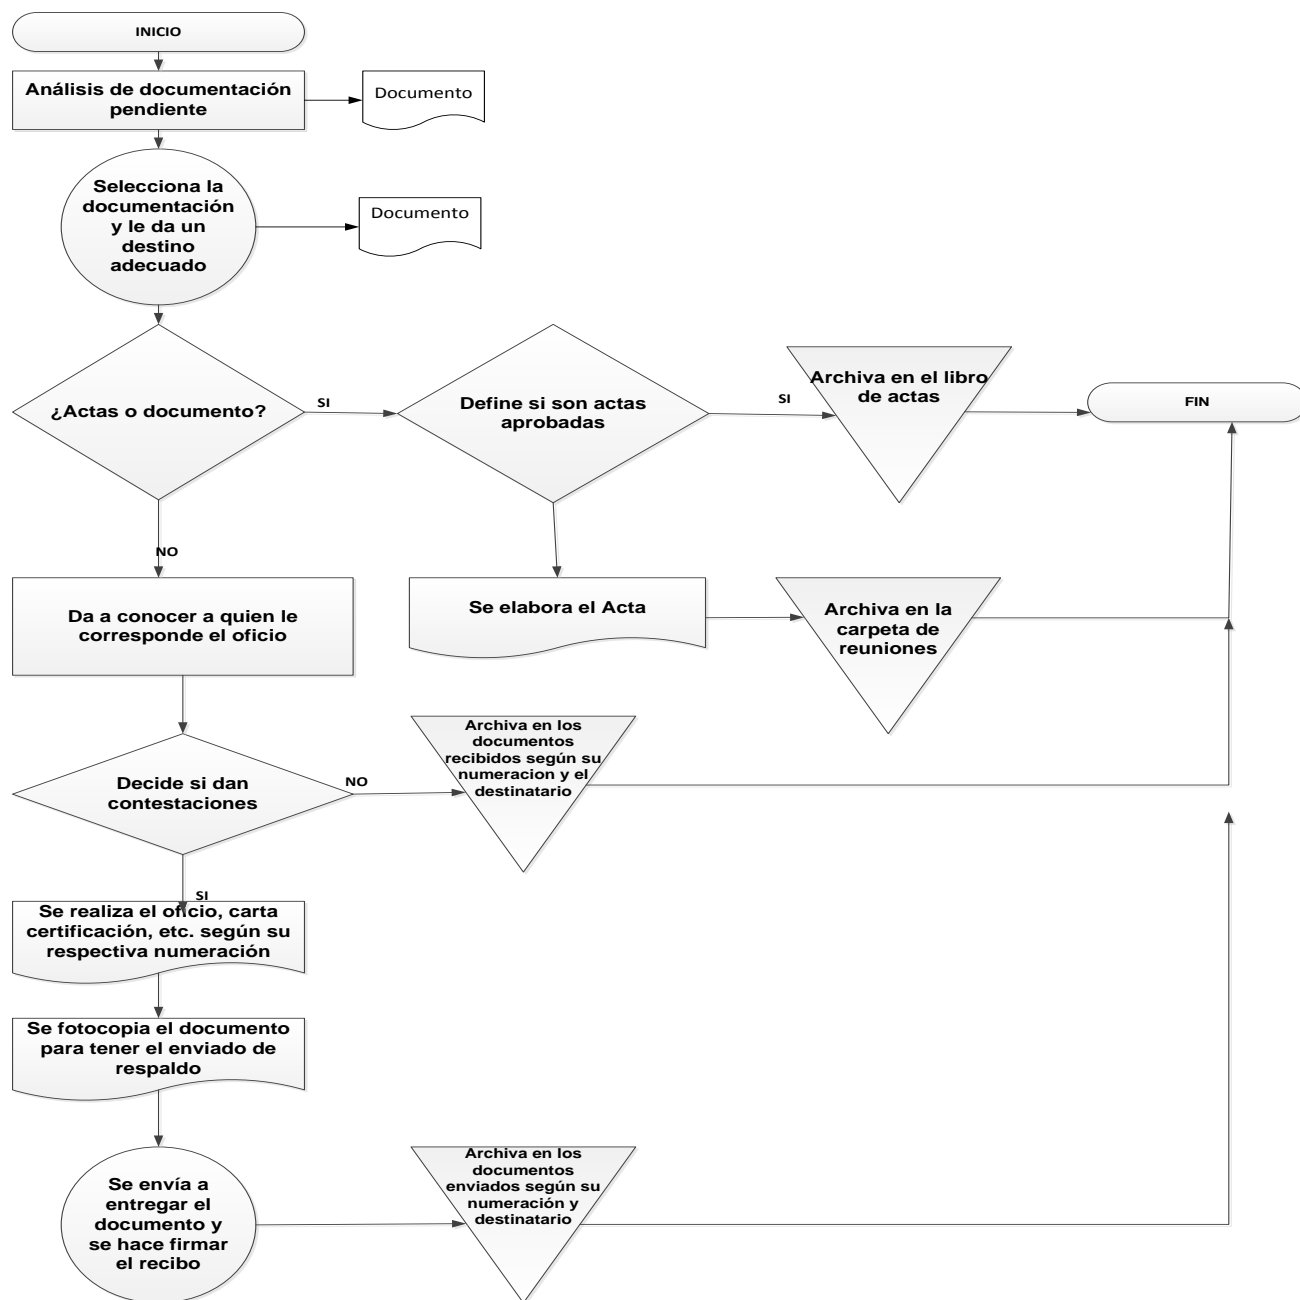 INICIO
Análisis de documentación
pendiente
Documento
Selecciona la
documentación
y le da un
destino
adecuado
Documento
¿Actas o documento?
SI
Define si son actas
aprobadas
SI
Archiva en el libro
de actas
FIN
NO
Da a conocer a quien le
corresponde el oficio
Se elabora el Acta
Archiva en la
carpeta de
reuniones
Decide si dan
contestaciones
NO
Archiva en los
documentos
recibidos según su
numeracion y el
destinatario
SI
Se realiza el oficio, carta
certificación, etc. según su
respectiva numeración
Se fotocopia el documento
para tener el enviado de
respaldo
Se envía a
entregar el
documento y
se hace firmar
el recibo
Archiva en los
documentos
enviados según su
numeración y
destinatario